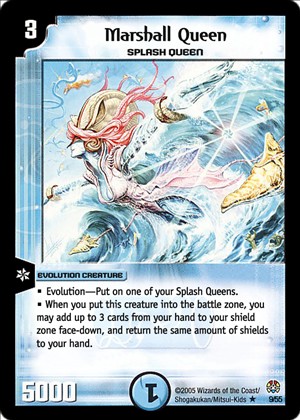 3
Marshall Queen
SPLASH QUEEN
EVOLUTION CREATURE
▪ Evolution—Put on one of your Splash Queens.
▪ When you put this creature into the battle zone, you
may add up to 3 cards from your hand to your shield
zone face-down, and return the same amount of shields
to your hand.
5000
1
©2005 Wizards of the Coast/
Shogakukan/Mitsui-Kids ★ 9/55